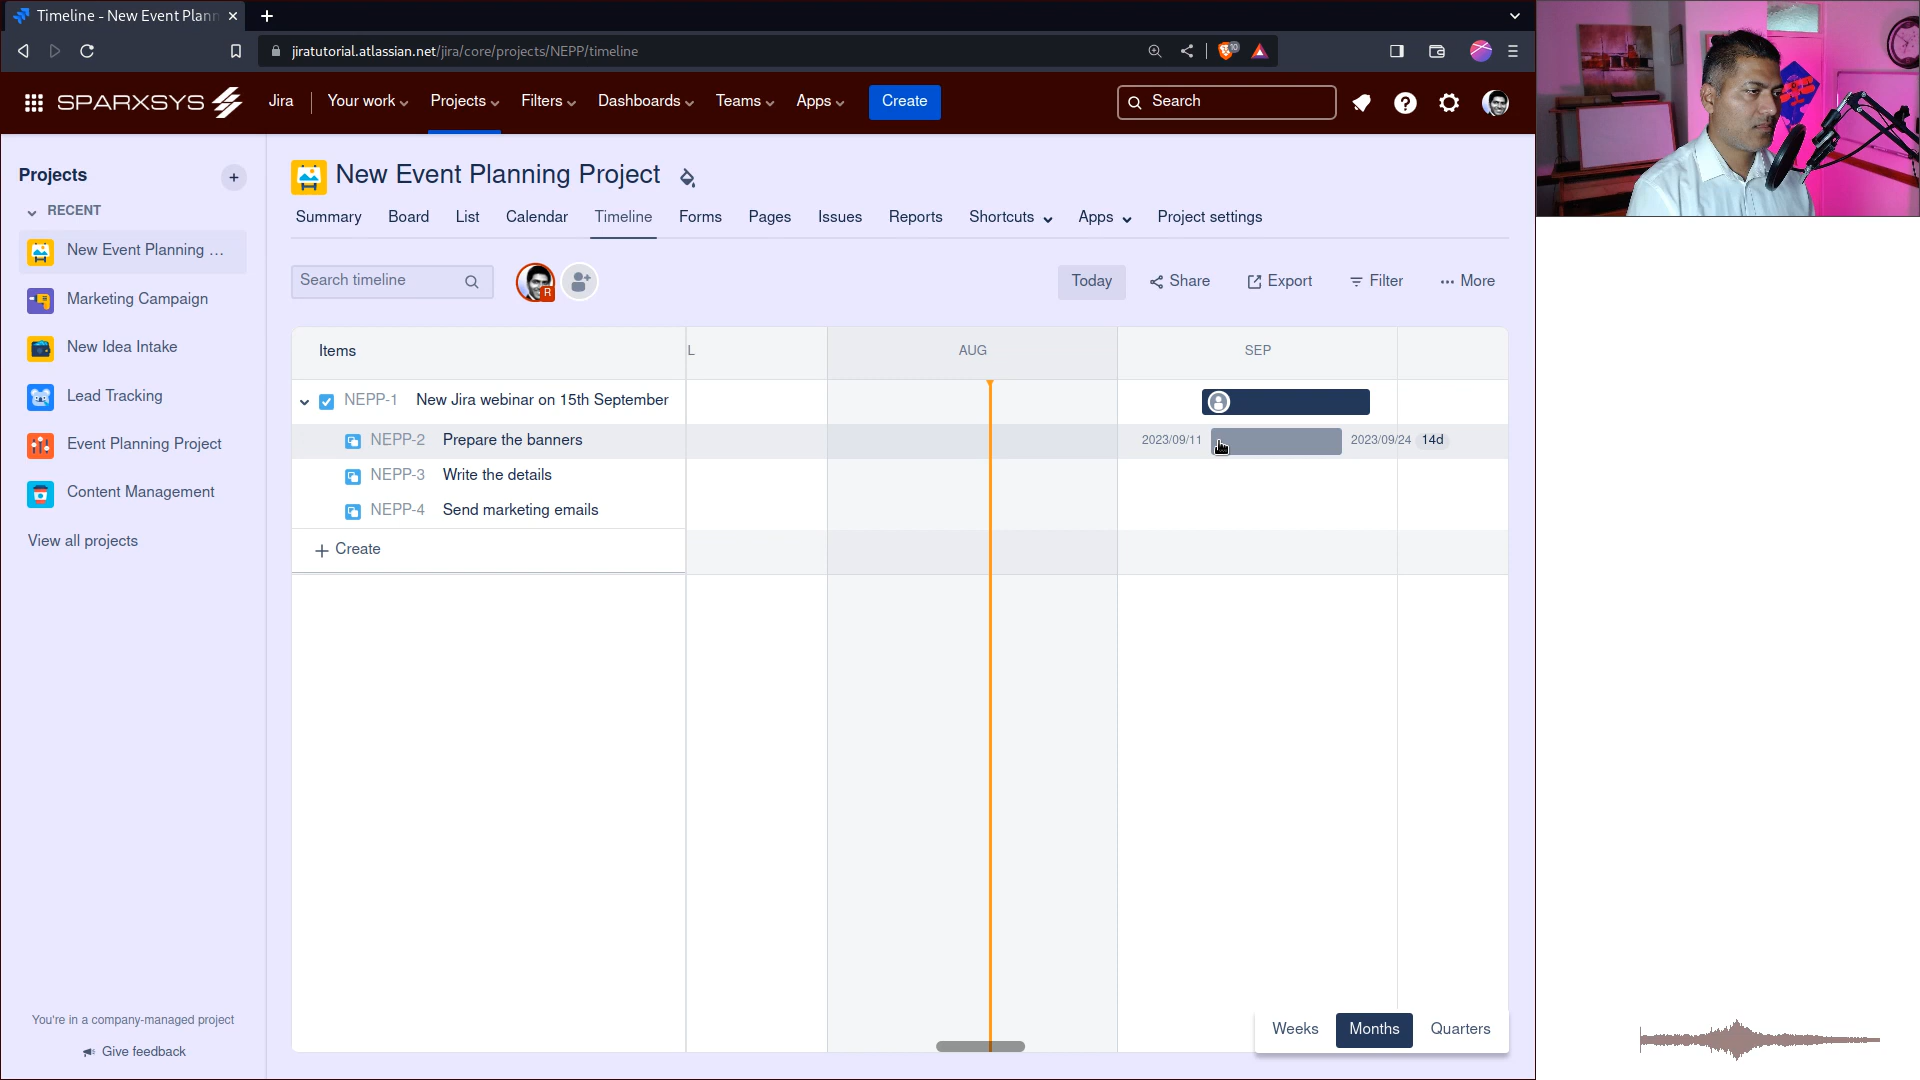 Timeline - New Event Plann
jiratutorial.atlassian.net/jira/core/projects/NEPP/timeline
10
SPARXSYS
Jira
Your work
Projects
Filters
Dashboards
Teams
Apps
Create
Search
Projects
RECENT
New Event Planning ...
Marketing Campaign
New Idea Intake
Lead Tracking
Event Planning Project
Content Management
View all projects
You're in a company-managed project
Give feedback
New Event Planning Project
Summary
Board
List
Calendar
Timeline
Forms
Pages
Issues
Reports
Shortcuts
Apps
Project settings
Search timeline
R
Today
Share
Export
Filter
More
Items
L
AUG
SEP
NEPP-1 New Jira webinar on 15th September
NEPP-2 Prepare the banners
2023/09/11
2023/09/24 14d
NEPP-3 Write the details
NEPP-4 Send marketing emails
Create
Weeks
Months
Quarters